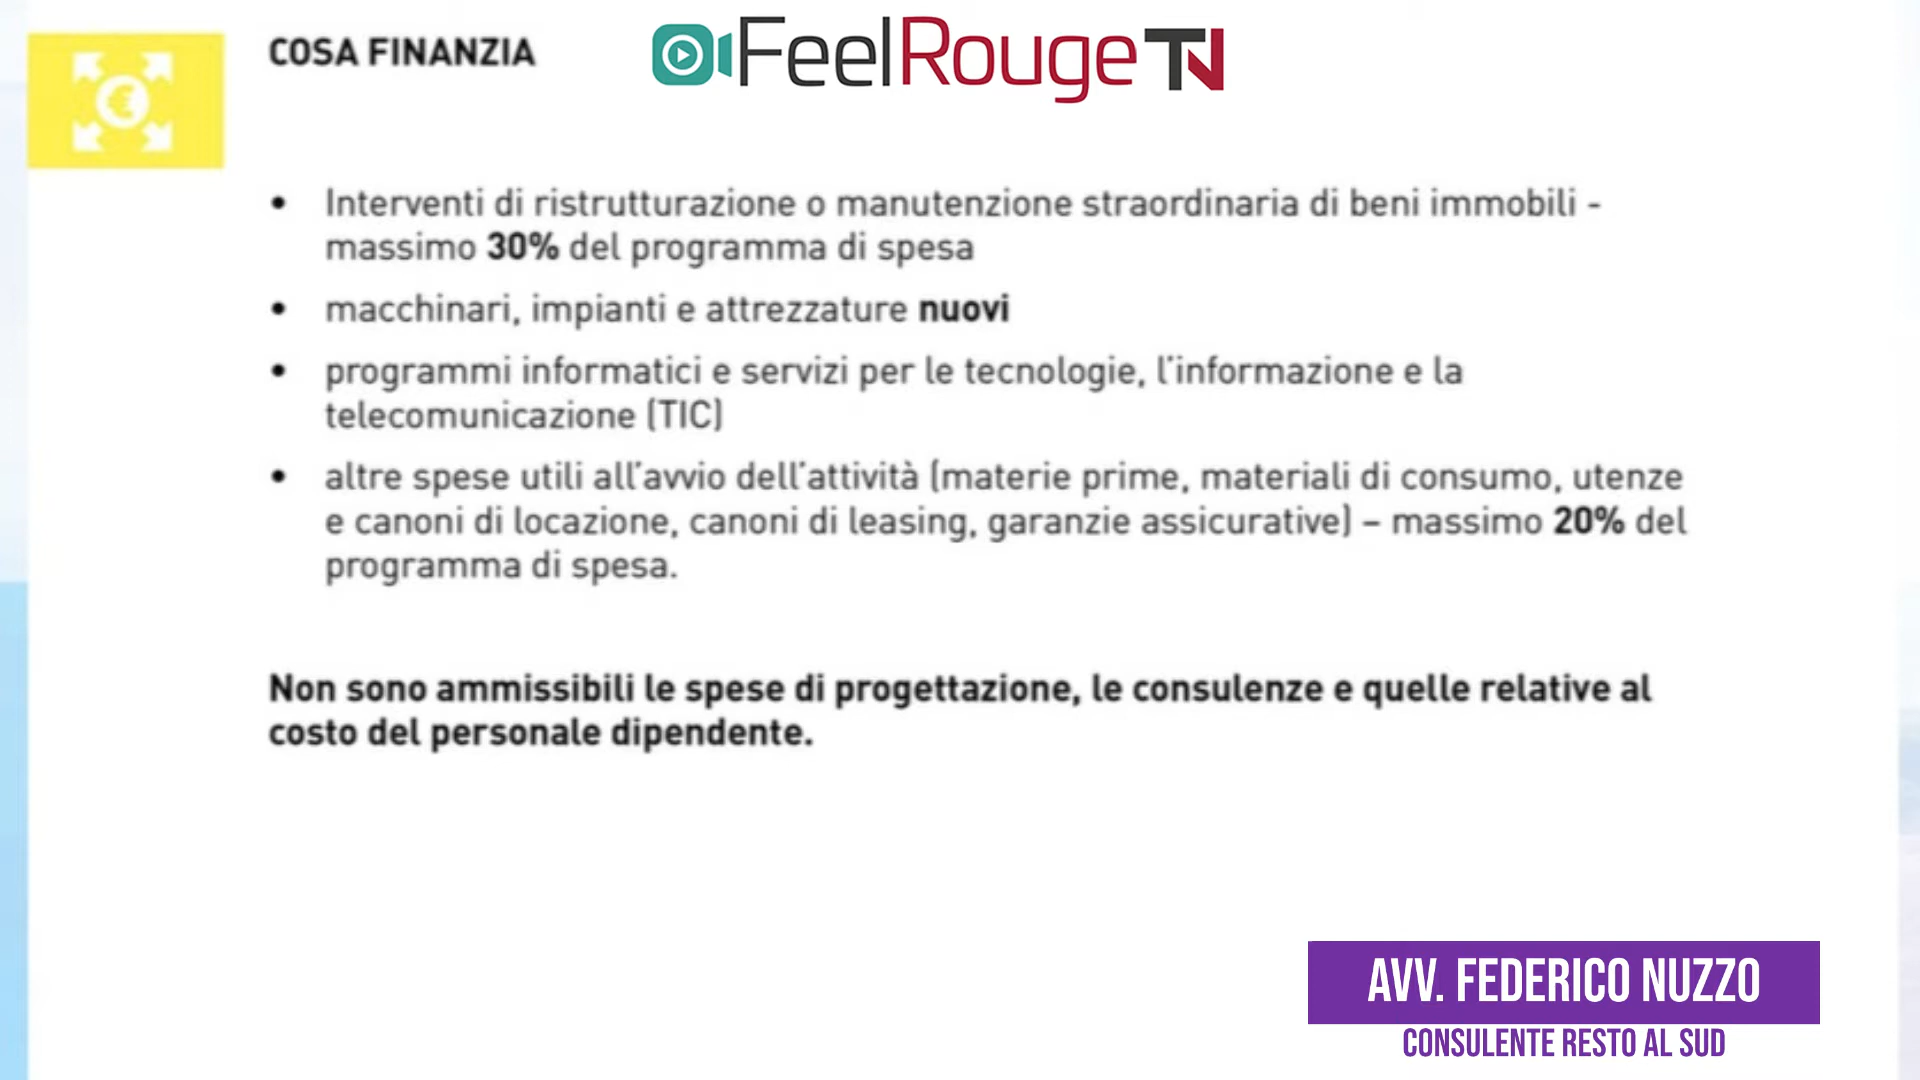 COSA FINANZIA
FeelRougeTV
• Interventi di ristrutturazione o manutenzione straordinaria di beni immobili -
massimo 30% del programma di spesa
• macchinari, impianti e attrezzature nuovi
• programmi informatici e servizi per le tecnologie, l'informazione e la
telecomunicazione (TIC)
• altre spese utili all'avvio dell'attività (materie prime, materiali di consumo, utenze
e canoni di locazione, canoni di leasing, garanzie assicurative) – massimo 20% del
programma di spesa.
Non sono ammissibili le spese di progettazione, le consulenze e quelle relative al
costo del personale dipendente.
AVV. FEDERICO NUZZO
CONSULENTE RESTO AL SUD